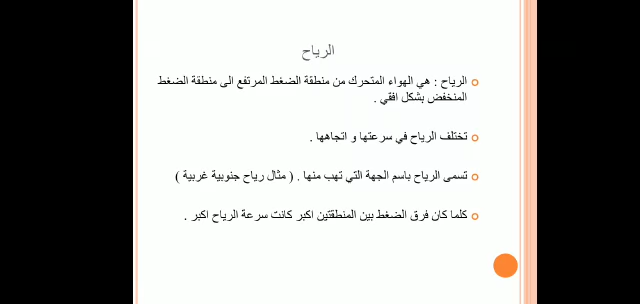 الرياح
الرياح : هي الهواء المتحرك من منطقة الضغط المرتفع الى منطقة الضغط
المنخفض بشكل افقي .
تختلف الرياح في سرعتها و اتجاهها .
تسمى الرياح باسم الجهة التي تهب منها . ( مثال رياح جنوبية غربية )
كلما كان فرق الضغط بين المنطقتين اكبر كانت سرعة الرياح اكبر .